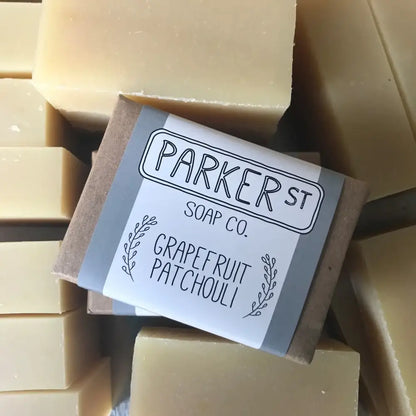 PARKER ST
SOAP CO.
GRAPEFRUIT
PATCHOULI